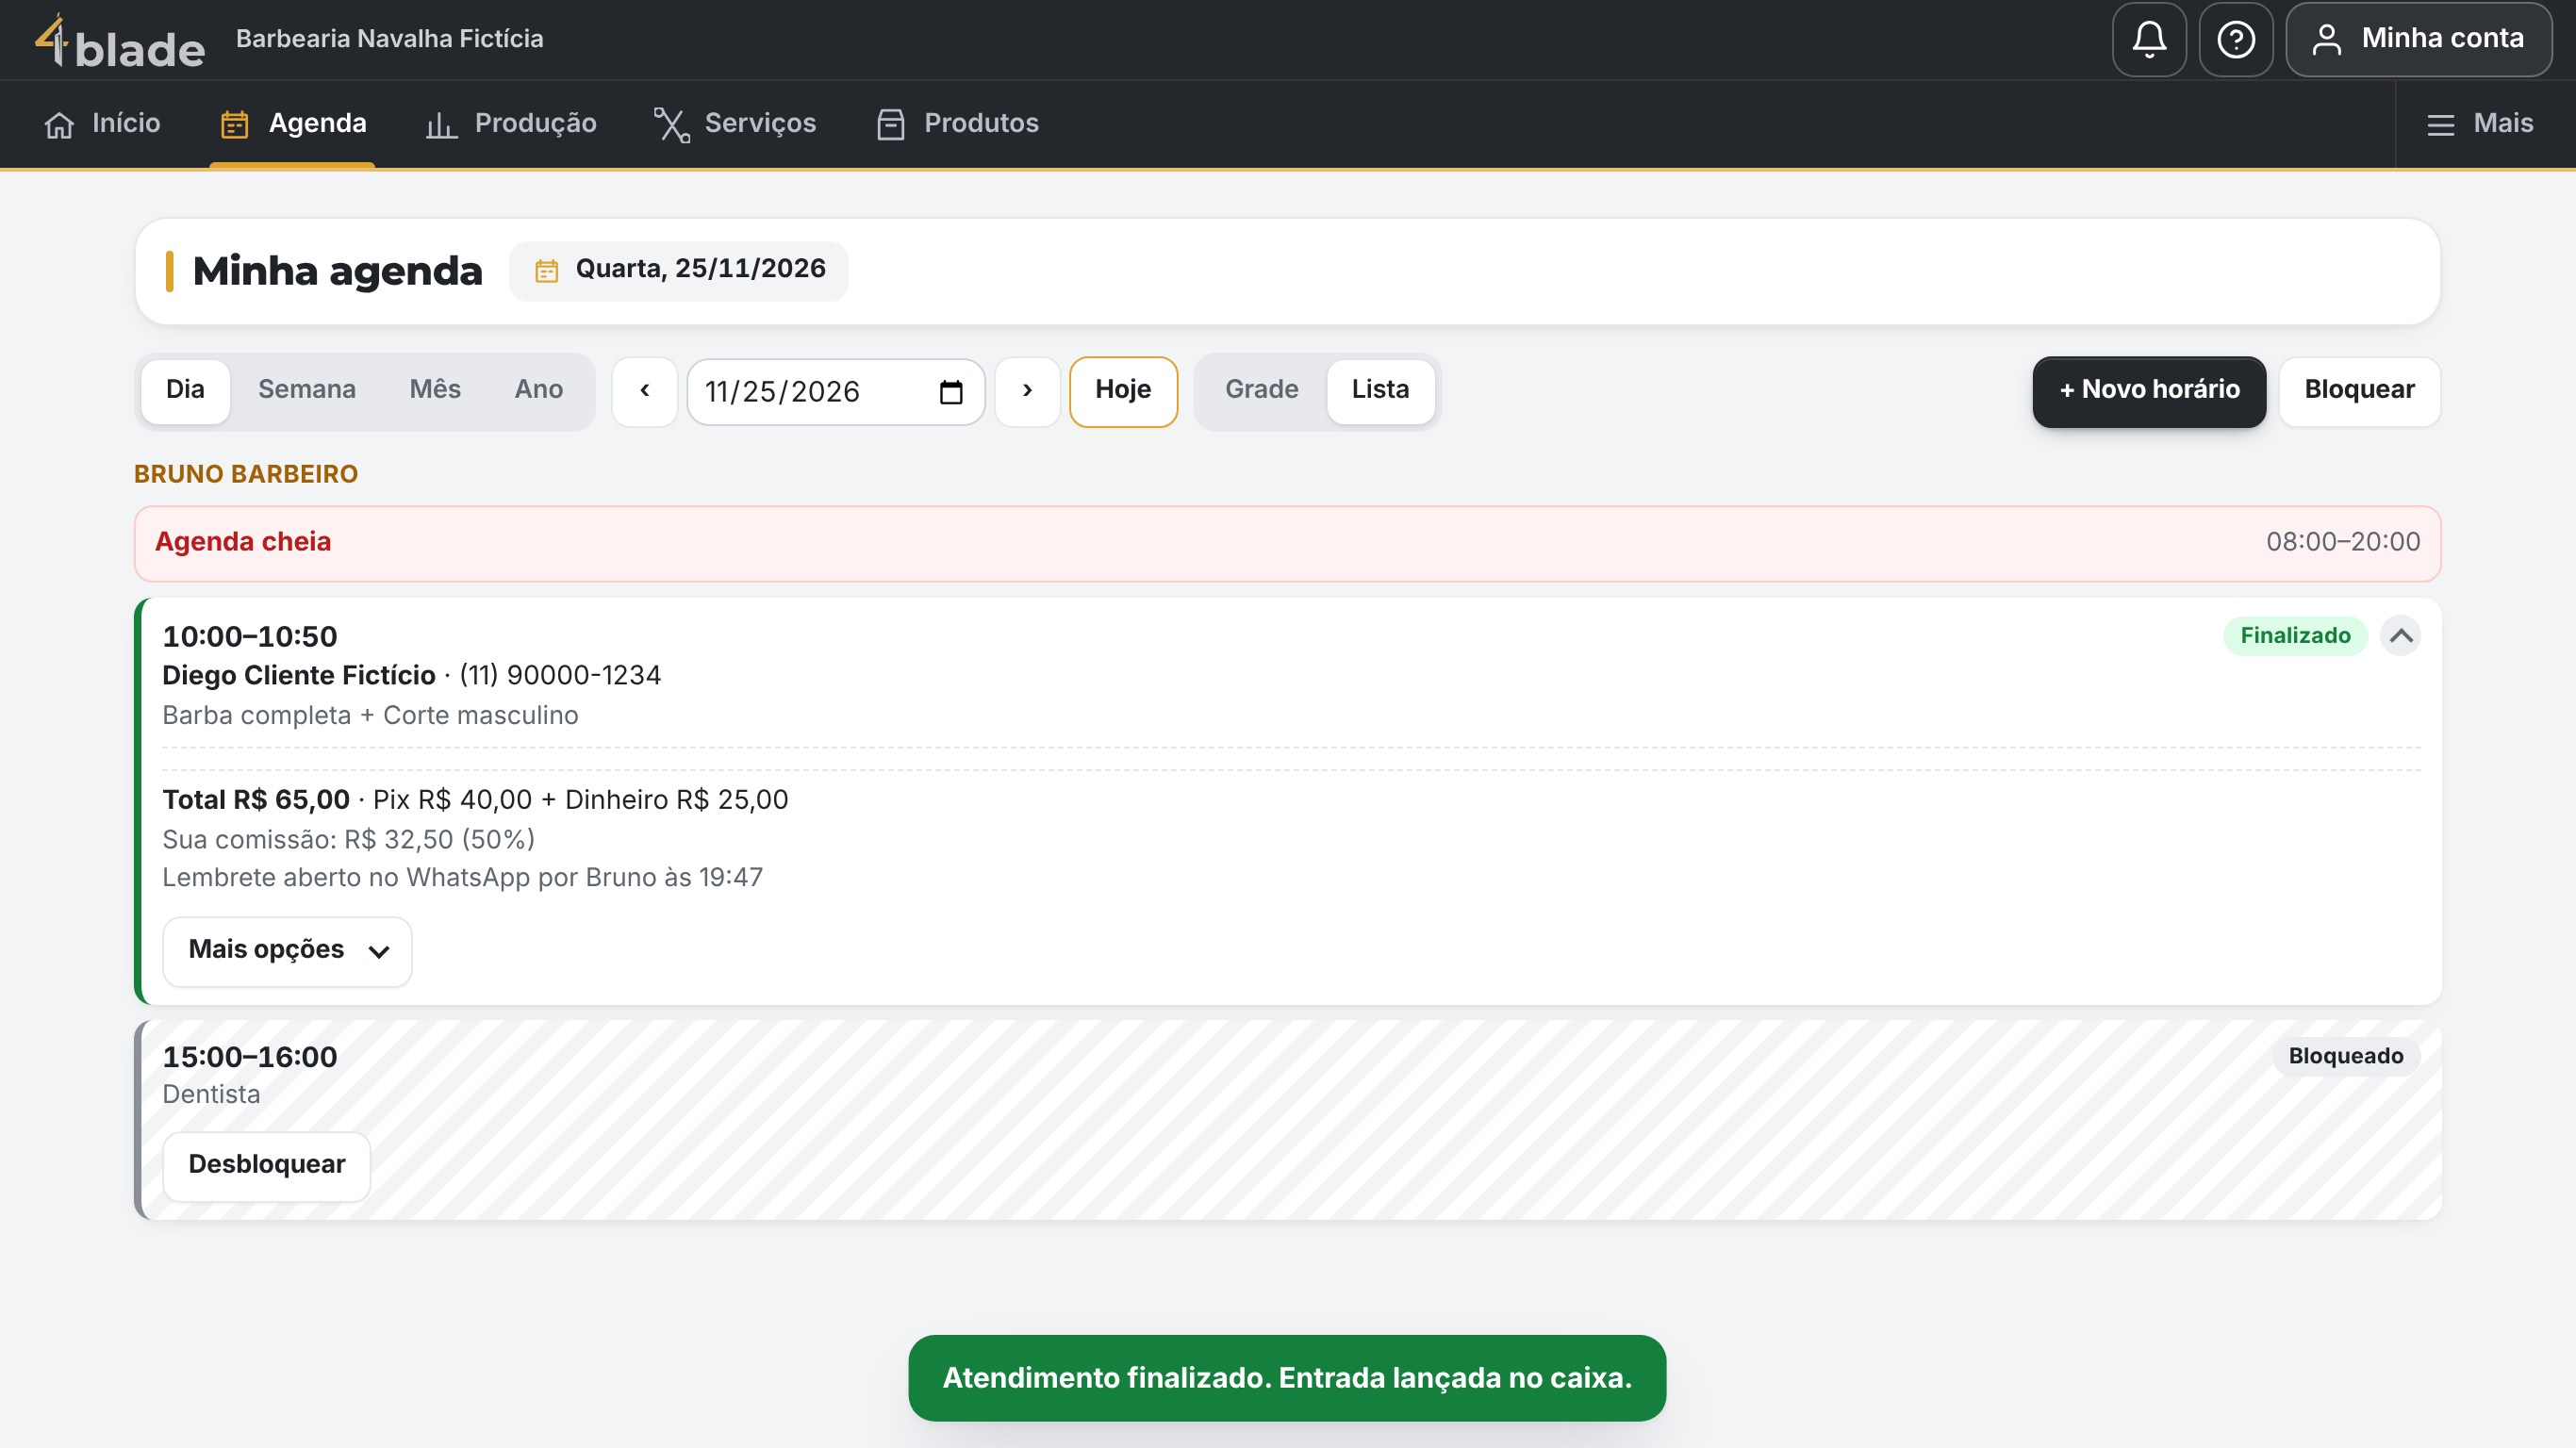 4blade Barbearia Navalha Fictícia Minha conta
Início Agenda Produção Serviços Produtos Mais
Minha agenda Quarta, 25/11/2026
Dia Semana Mês Ano ‹ 11/25/2026 › Hoje Grade Lista + Novo horário Bloquear
BRUNO BARBEIRO
Agenda cheia 08:00–20:00
10:00–10:50 Finalizado
Diego Cliente Fictício · (11) 90000-1234
Barba completa + Corte masculino
Total R$ 65,00 · Pix R$ 40,00 + Dinheiro R$ 25,00
Sua comissão: R$ 32,50 (50%)
Lembrete aberto no WhatsApp por Bruno às 19:47
Mais opções
15:00–16:00 Bloqueado
Dentista
Desbloquear
Atendimento finalizado. Entrada lançada no caixa.